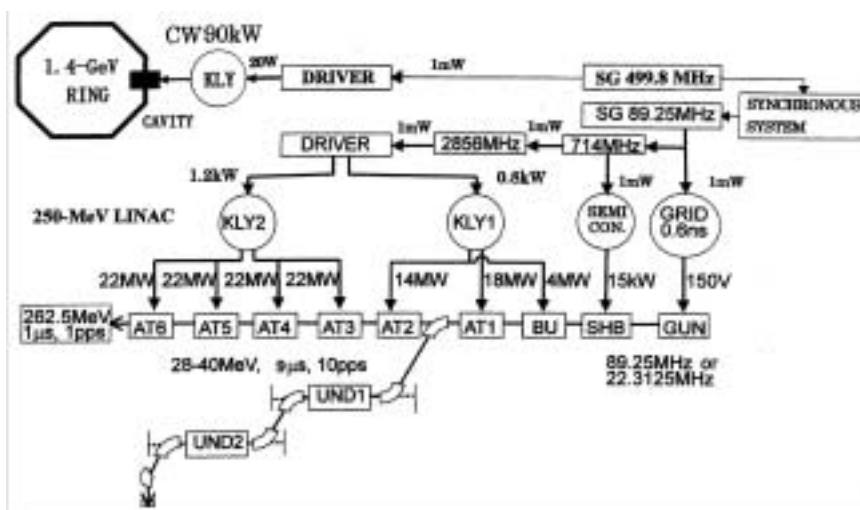 CW90kW
1.4-GeV
RING
KLY
20W
DRIVER
1mW
SG 499.8 MHz
CAVITY
SG 89.25MHz
SYNCHRONOUS
SYSTEM
DRIVER
1mW
2856MHz
1mW
714MHz
1.2kW
0.8kW
1mW
1mW
250-MeV LINAC
KLY2
KLY1
SEMI
CON.
GRID
0.6ns
22MW
22MW
22MW
22MW
14MW
18MW
4MW
15kW
150V
262.5MeV
1μs, 1pps
AT6
AT5
AT4
AT3
AT2
AT1
BU
SHB
GUN
28-40MeV, 9μs, 10pps
89.25MHz or
22.3125MHz
UND1
UND2